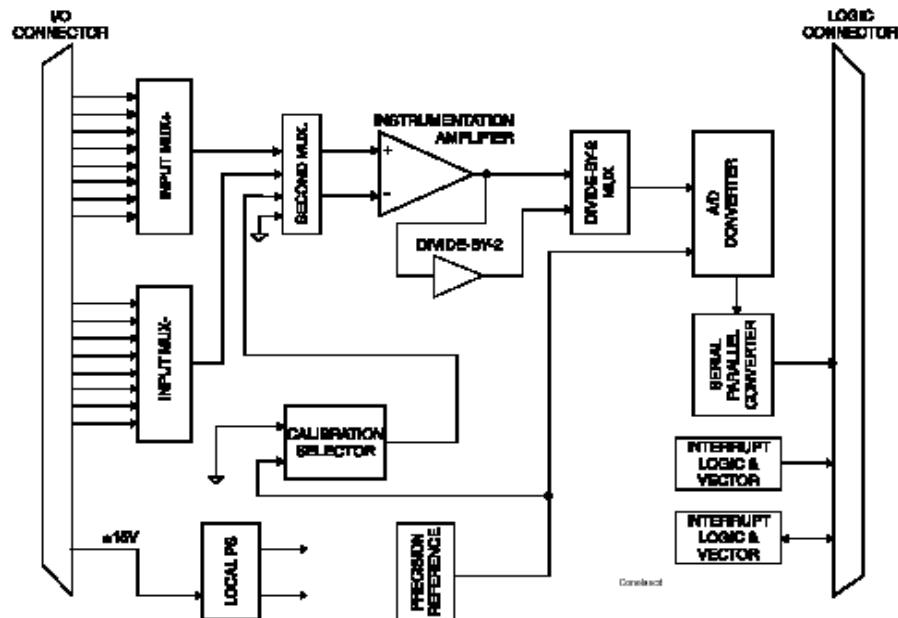 I/O
CONNECTOR
LOGIC
CONNECTOR
INPUT MUX+
SECOND MUX.
INSTRUMENTATION
AMPLIFIER
DIVIDE-BY-2
MUX
A/D
CONVERTER
DIVIDE-BY-2
INPUT MUX-
SERIAL
PARALLEL
CONVERTER
CALIBRATION
SELECTOR
INTERRUPT
LOGIC &
VECTOR
INTERRUPT
LOGIC &
VECTOR
LOCAL PS
PRECISION
REFERENCE
+
-